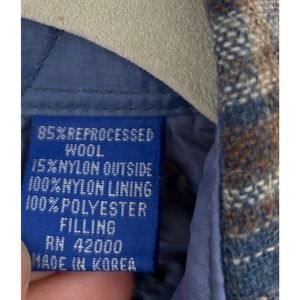 85%REPROCESSED
WOOL
15%NYLON OUTSIDE
100%NYLON LINING
100%POLYESTER
FILLING
RN 42000
MADE IN KOREA